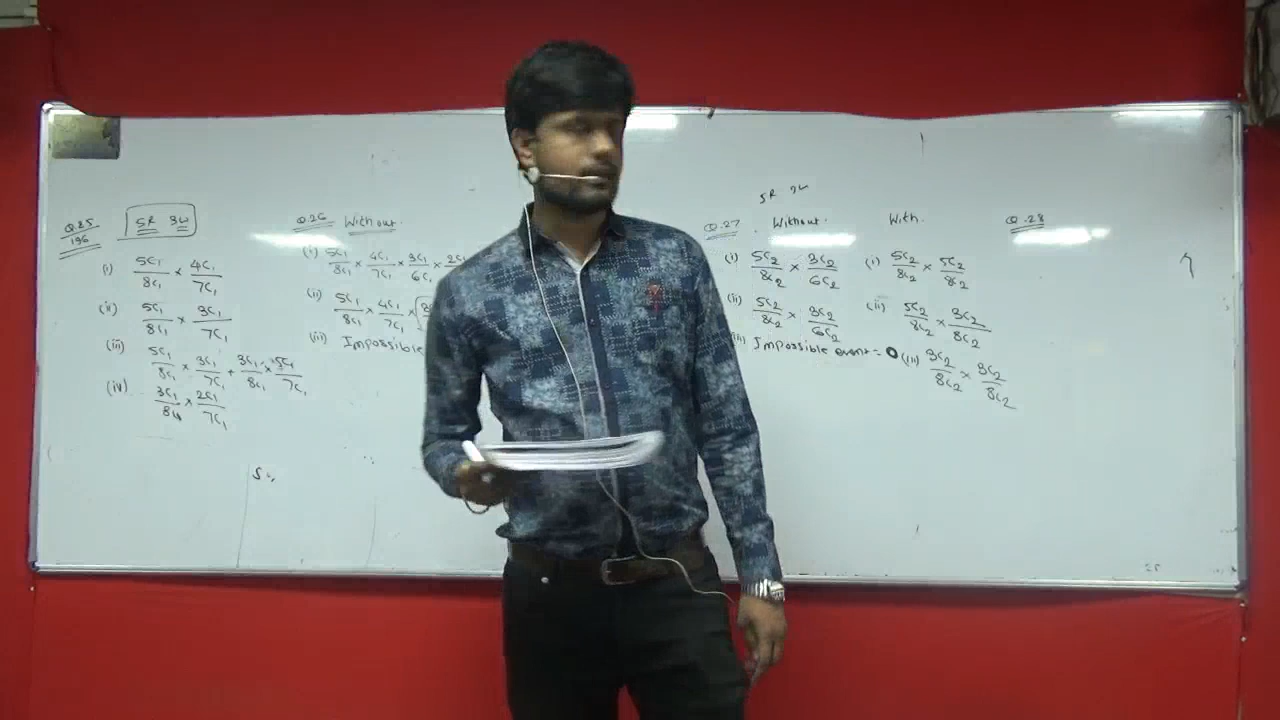 Q.25
196
5R 3W
(i) 5C₁/8C₁ × 4C₁/7C₁
(ii) 5C₁/8C₁ × 3C₁/7C₁
(iii) 5C₁/8C₁ × 3C₁/7C₁ + 3C₁/8C₁ × 5C₁/7C₁
(iv) 3C₁/8C₁ × 2C₁/7C₁
Q.26 Without.
(i) 5C₁/8C₁ × 4C₁/7C₁ × 3C₁/6C₁ × 2C₁
(ii) 5C₁/8C₁ × 4C₁/7C₁ ×
(iii) Impossible
5R 3W
Q.27 Without.
(i) 5C₂/8C₂ × 3C₂/6C₂
(ii) 5C₂/8C₂ × 3C₂/6C₂
Impossible event = 0
With.
(i) 5C₂/8C₂ × 5C₂/8C₂
(ii) 5C₂/8C₂ × 3C₂/8C₂
(iii) 3C₂/8C₂ × 3C₂/8C₂
Q.28